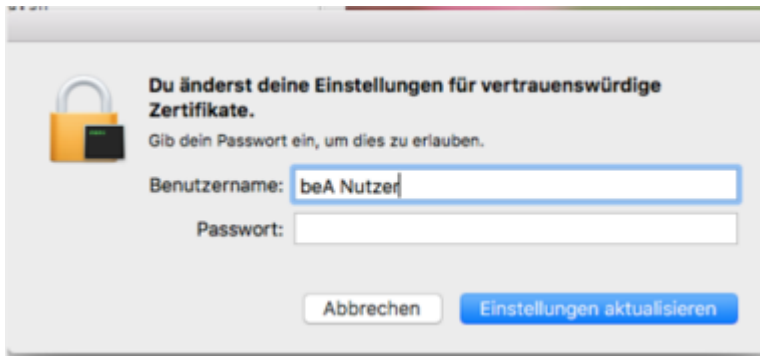 Du änderst deine Einstellungen für vertrauenswürdige
Zertifikate.
Gib dein Passwort ein, um dies zu erlauben.
Benutzername: beA Nutzer
Passwort:
Abbrechen Einstellungen aktualisieren